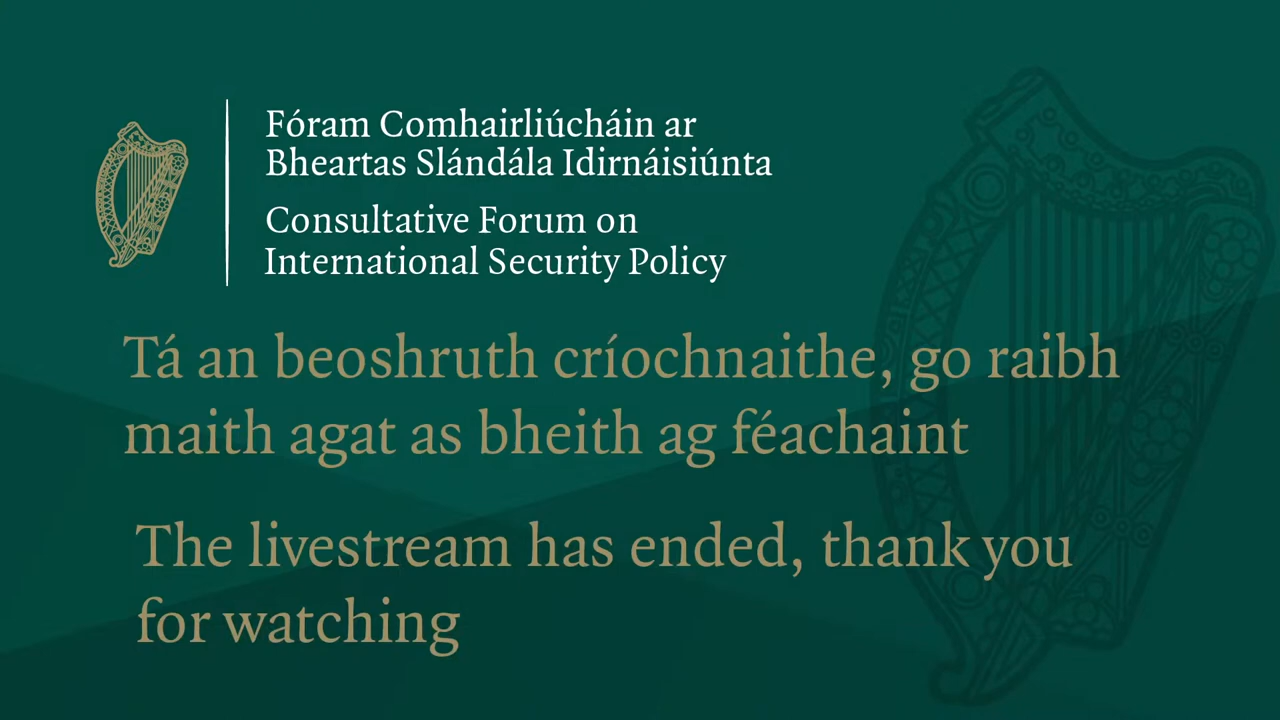 Fóram Comhairliúcháin ar
Bheartas Slándála Idirnáisiúnta
Consultative Forum on
International Security Policy
Tá an beoshruth críochnaithe, go raibh
maith agat as bheith ag féachaint
The livestream has ended, thank you
for watching